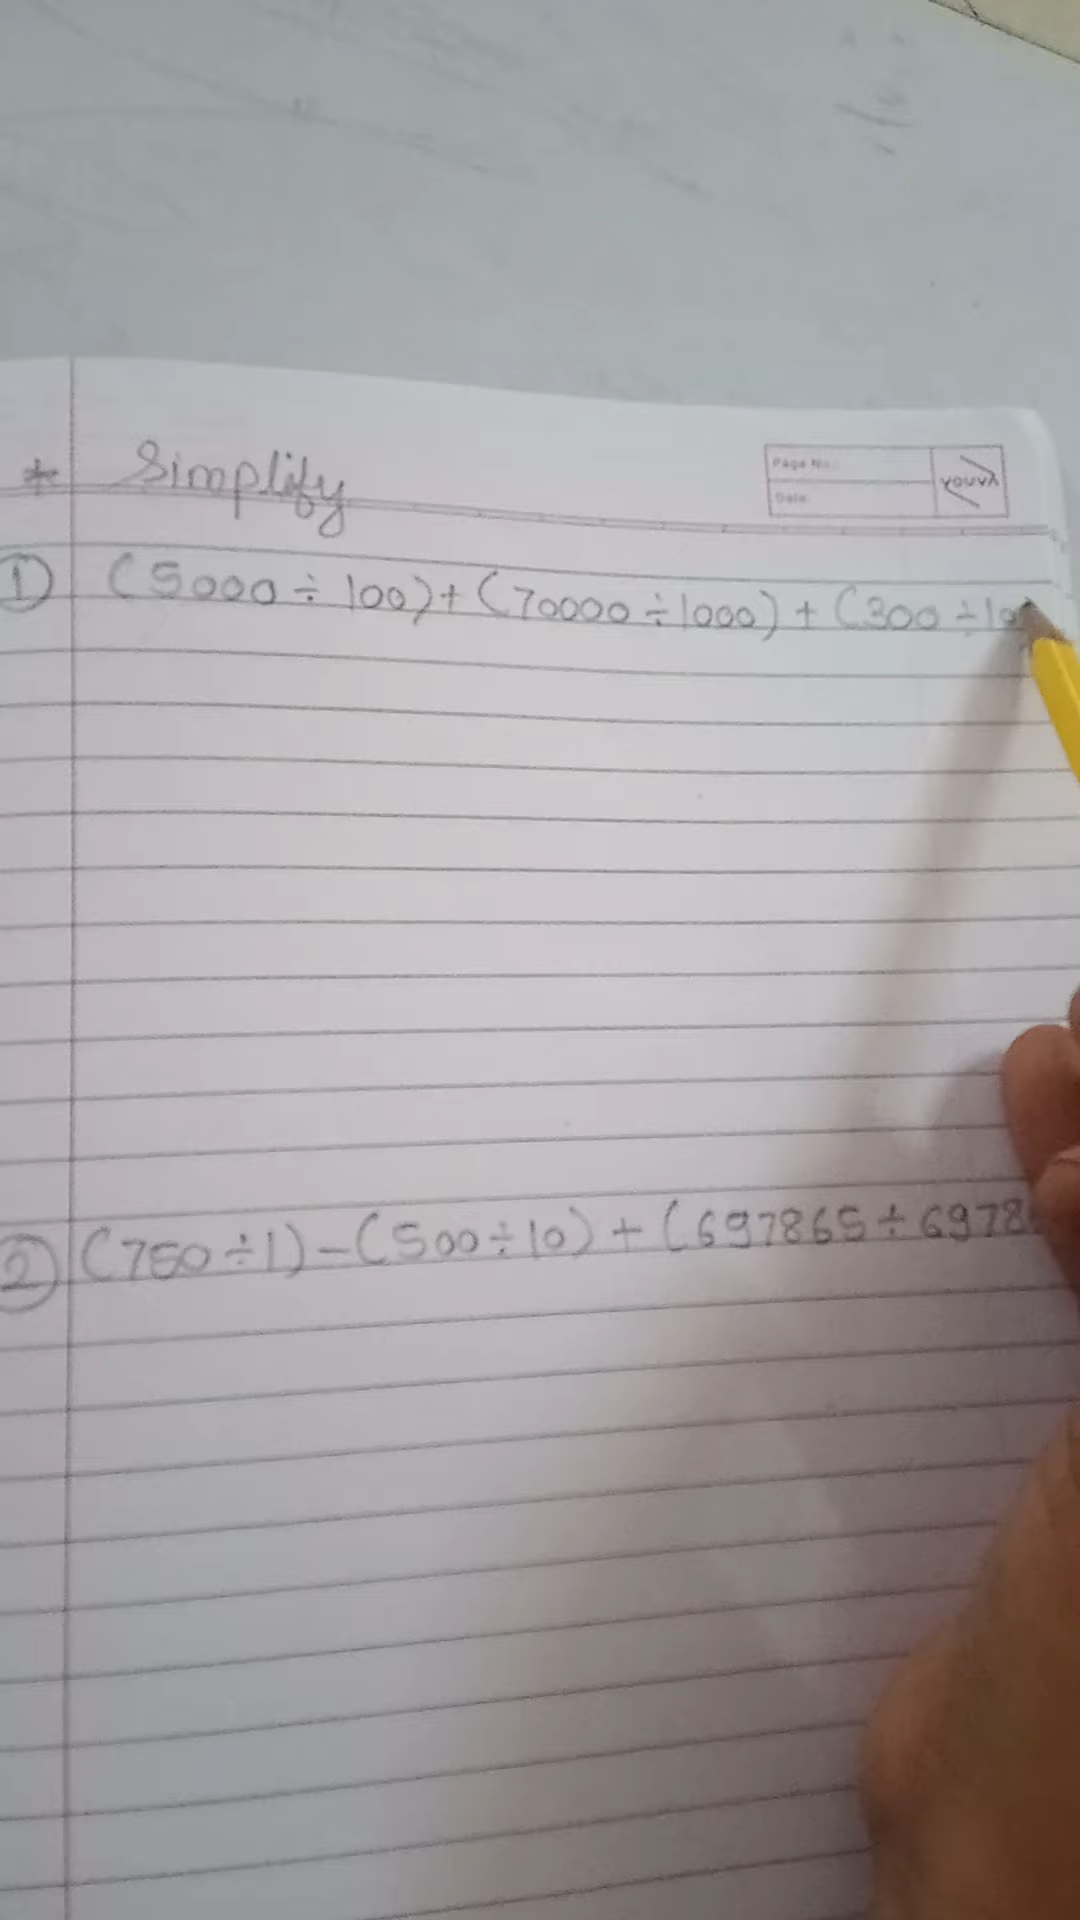 * Simplify
Page No.:
Date:
YOUVA
1) (5000 ÷ 100) + (70000 ÷ 1000) + (300 ÷ 10
2) (750 ÷ 1) - (500 ÷ 10) + (697865 ÷ 6978